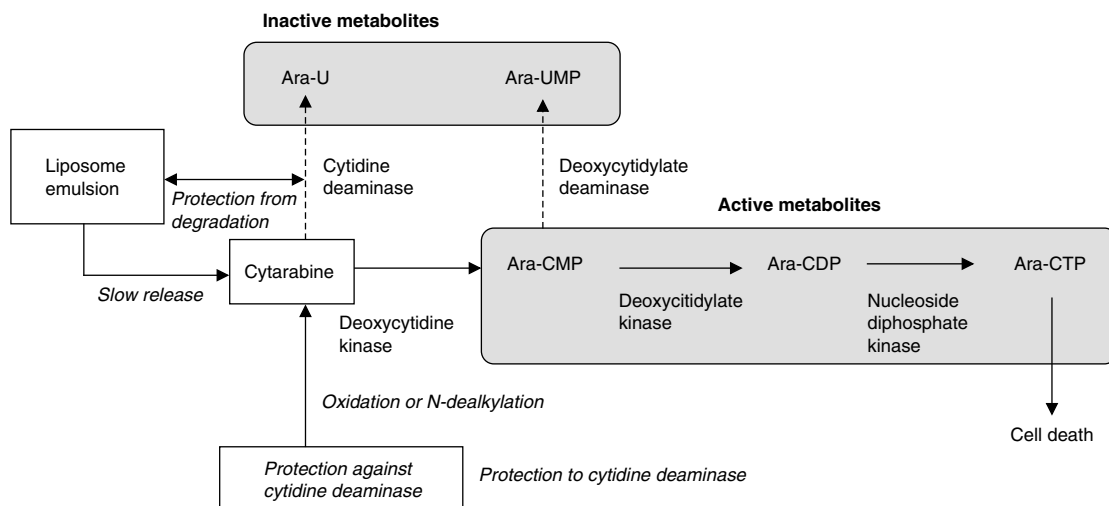 Inactive metabolites
Ara-U
Ara-UMP
Liposome
emulsion
Protection from
degradation
Cytidine
deaminase
Deoxycytidylate
deaminase
Active metabolites
Slow release
Cytarabine
Deoxycytidine
kinase
Ara-CMP
Deoxycitidylate
kinase
Ara-CDP
Nucleoside
diphosphate
kinase
Ara-CTP
Cell death
Oxidation or N-dealkylation
Protection against
cytidine deaminase
Protection to cytidine deaminase